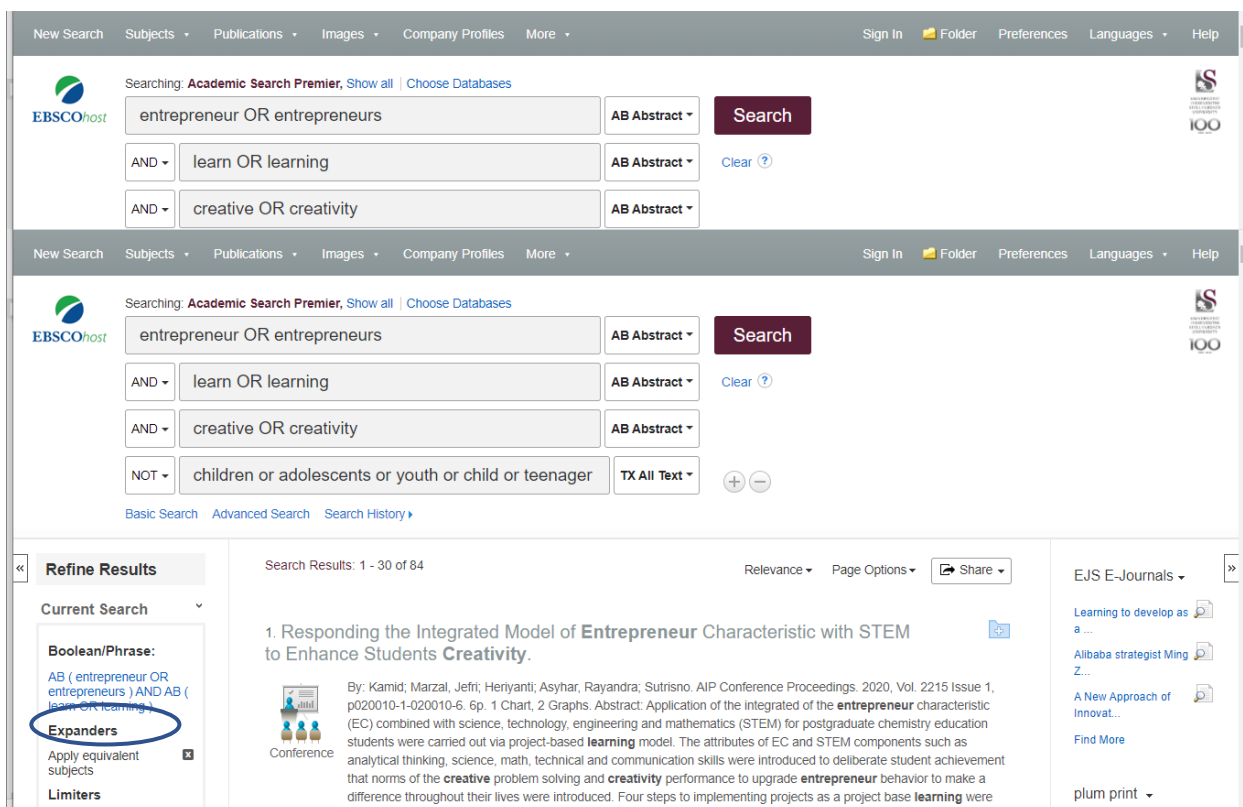 New Search Subjects Publications Images Company Profiles More Sign In Folder Preferences Languages Help
Searching: Academic Search Premier, Show all | Choose Databases
EBSCOhost
entrepreneur OR entrepreneurs AB Abstract Search
AND learn OR learning AB Abstract Clear ?
AND creative OR creativity AB Abstract
100
New Search Subjects Publications Images Company Profiles More Sign In Folder Preferences Languages Help
Searching: Academic Search Premier, Show all | Choose Databases
EBSCOhost
entrepreneur OR entrepreneurs AB Abstract Search
100
AND learn OR learning AB Abstract Clear ?
AND creative OR creativity AB Abstract
NOT children or adolescents or youth or child or teenager TX All Text + −
Basic Search Advanced Search Search History
«
Refine Results
Current Search
Boolean/Phrase:
AB ( entrepreneur OR
entrepreneurs ) AND AB (
learn OR learning )
Expanders
Apply equivalent
subjects
Limiters
Search Results: 1 - 30 of 84
Relevance Page Options Share
1. Responding the Integrated Model of Entrepreneur Characteristic with STEM
to Enhance Students Creativity.
Conference
By: Kamid; Marzal, Jefri; Heriyanti; Asyhar, Rayandra; Sutrisno. AIP Conference Proceedings. 2020, Vol. 2215 Issue 1,
p020010-1-020010-6. 6p. 1 Chart, 2 Graphs. Abstract: Application of the integrated of the entrepreneur characteristic
(EC) combined with science, technology, engineering and mathematics (STEM) for postgraduate chemistry education
students were carried out via project-based learning model. The attributes of EC and STEM components such as
analytical thinking, science, math, technical and communication skills were introduced to deliberate student achievement
that norms of the creative problem solving and creativity performance to upgrade entrepreneur behavior to make a
difference throughout their lives were introduced. Four steps to implementing projects as a project base learning were
»
EJS E-Journals
Learning to develop as
a ...
Alibaba strategist Ming
Z...
A New Approach of
Innovat...
Find More
plum print